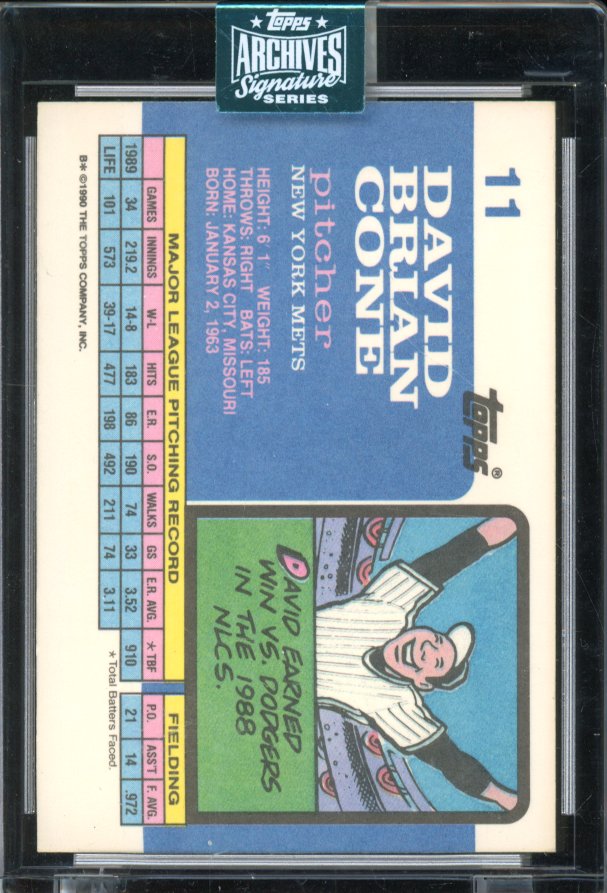 ★ Topps ★
ARCHIVES
Signature
SERIES
11
DAVID
BRIAN
CONE
pitcher
NEW YORK METS
HEIGHT: 6' 1" WEIGHT: 185
THROWS: RIGHT BATS: LEFT
HOME: KANSAS CITY, MISSOURI
BORN: JANUARY 2, 1963
Topps®
DAVID EARNED
WIN VS. DODGERS
IN THE 1988
NLCS.
MAJOR LEAGUE PITCHING RECORD FIELDING
GAMES INNINGS W-L HITS E.R. S.O. WALKS GS E.R. AVG. ★TBF P.O. ASS'T F. AVG.
1989 34 219.2 14-8 183 86 190 74 33 3.52 910 21 14 .972
LIFE 101 573 39-17 477 198 492 211 74 3.11
★Total Batters Faced.
B* ©1990 THE TOPPS COMPANY, INC.